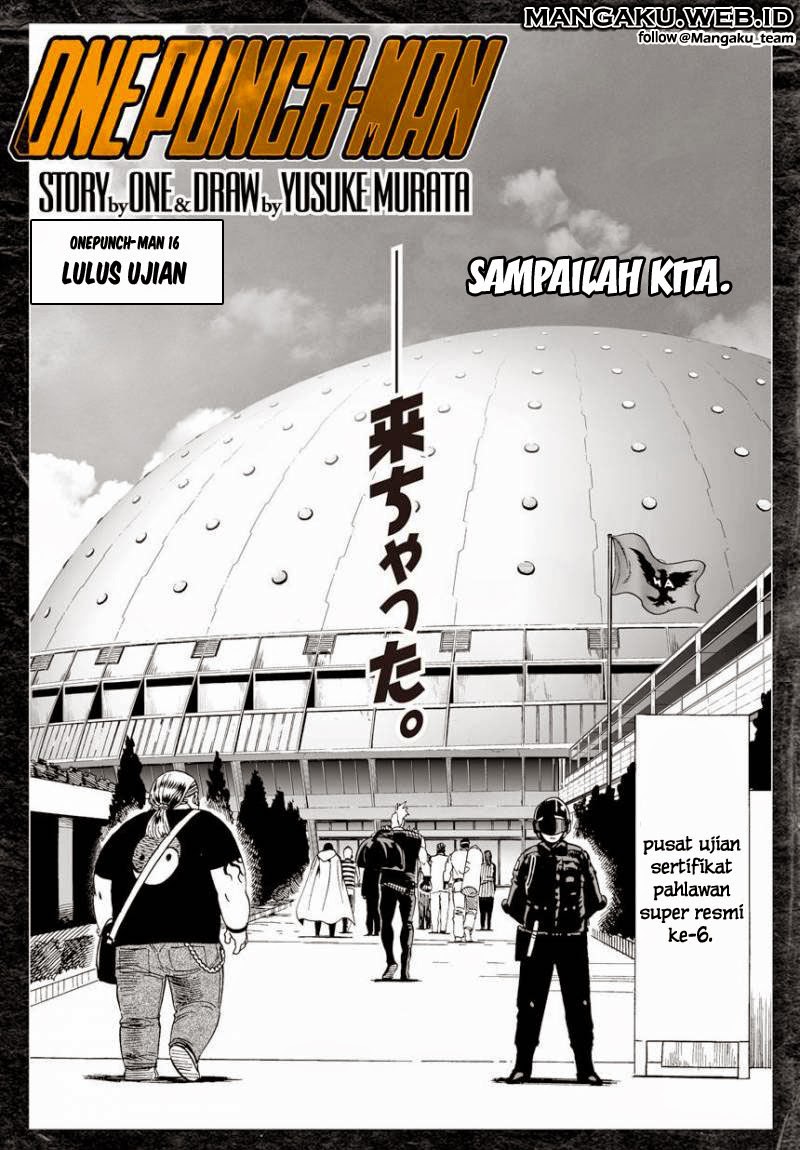 MANGAKU.WEB.ID
follow @Mangaku_team
ONEPUNCH-MAN
STORY by ONE & DRAW by YUSUKE MURATA
ONEPUNCH-MAN 16
LULUS UJIAN
SAMPAILAH KITA.
来ちゃった。
pusat ujian
sertifikat
pahlawan
super resmi
ke-6.